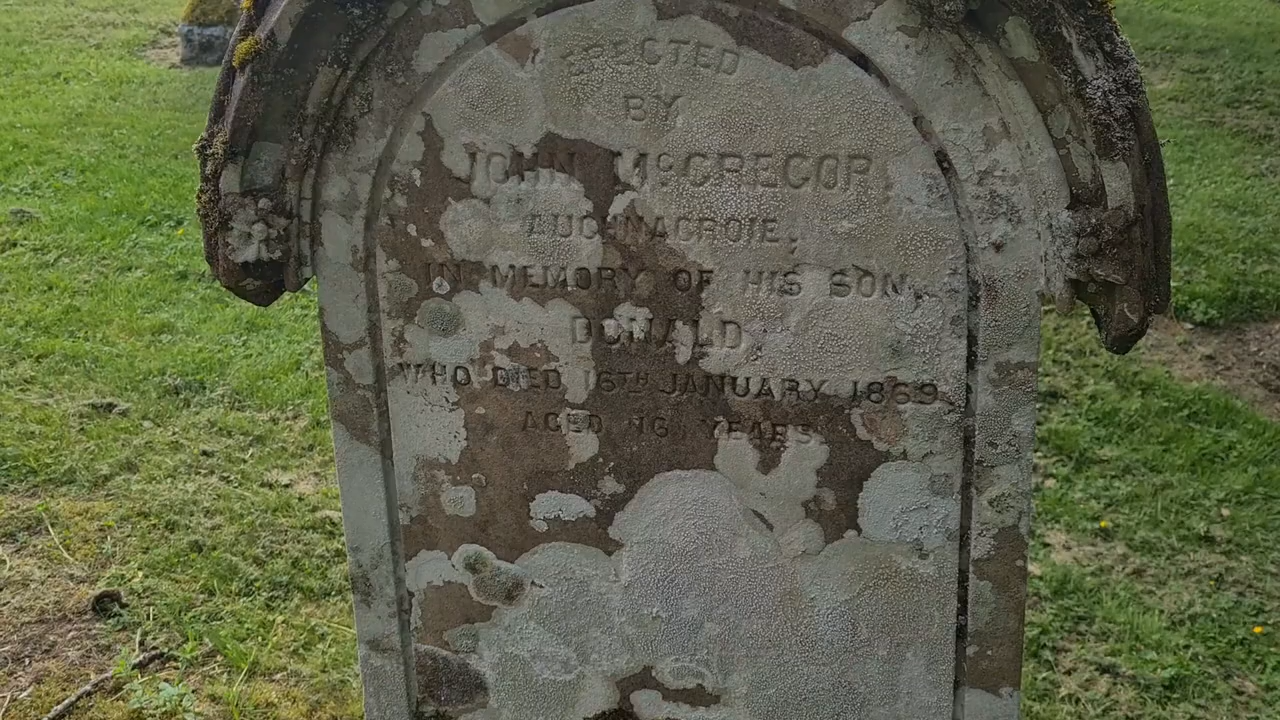 ERECTED
BY
JOHN McGREGOR,
AUCHNACROIE,
IN MEMORY OF HIS SON
DONALD,
WHO DIED 16TH JANUARY 1869
AGED 16 YEARS.